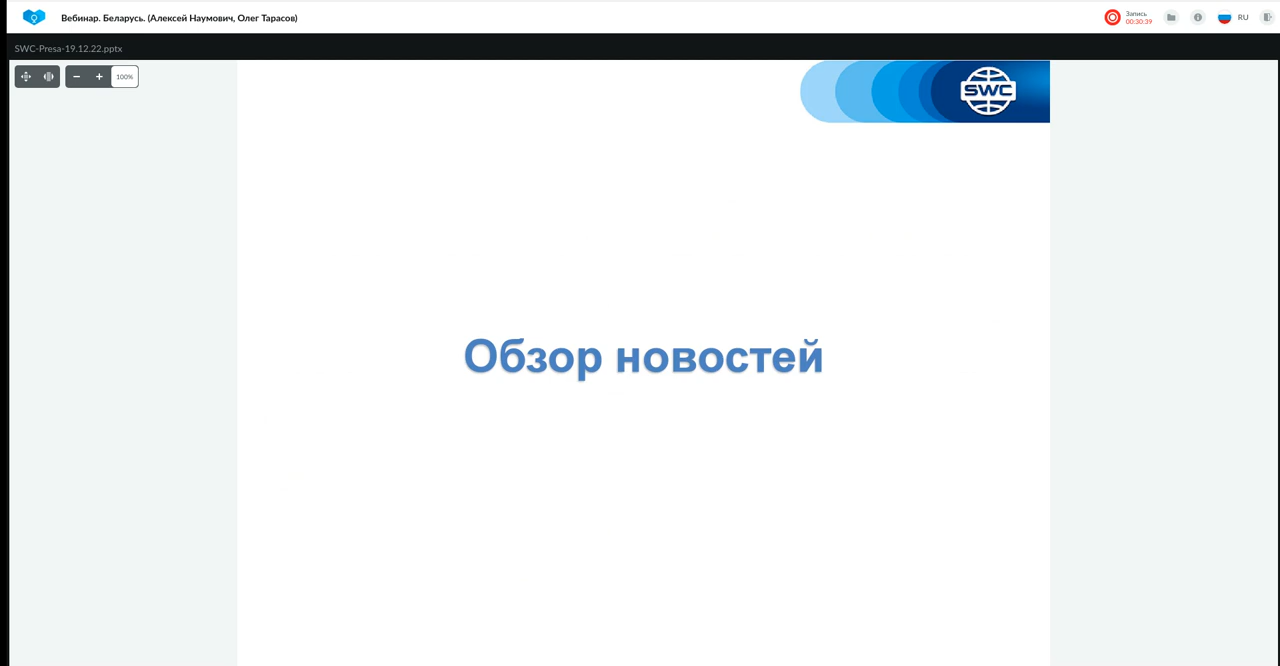 Вебинар. Беларусь. (Алексей Наумович, Олег Тарасов)
Запись
00:30:39
RU
SWC-Presa-19.12.22.pptx
100%
SWC
Обзор новостей